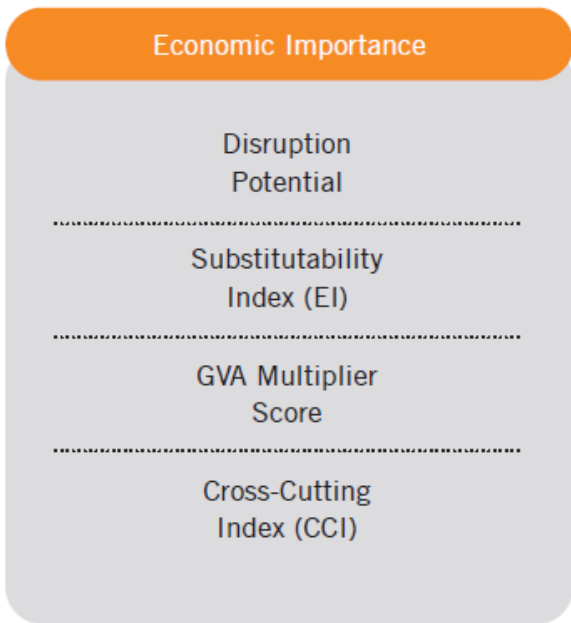 Economic Importance
Disruption
Potential
Substitutability
Index (EI)
GVA Multiplier
Score
Cross-Cutting
Index (CCI)